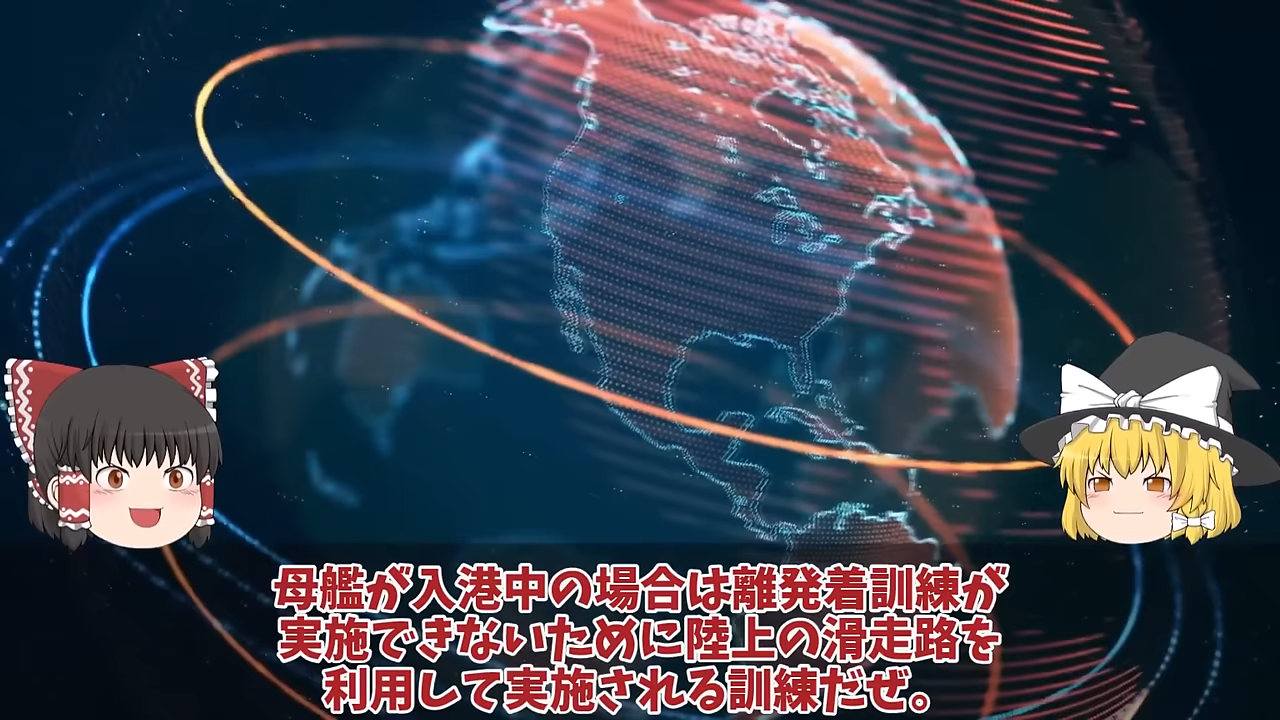 母艦が入港中の場合は離発着訓練が
実施できないために陸上の滑走路を
利用して実施される訓練だぜ。